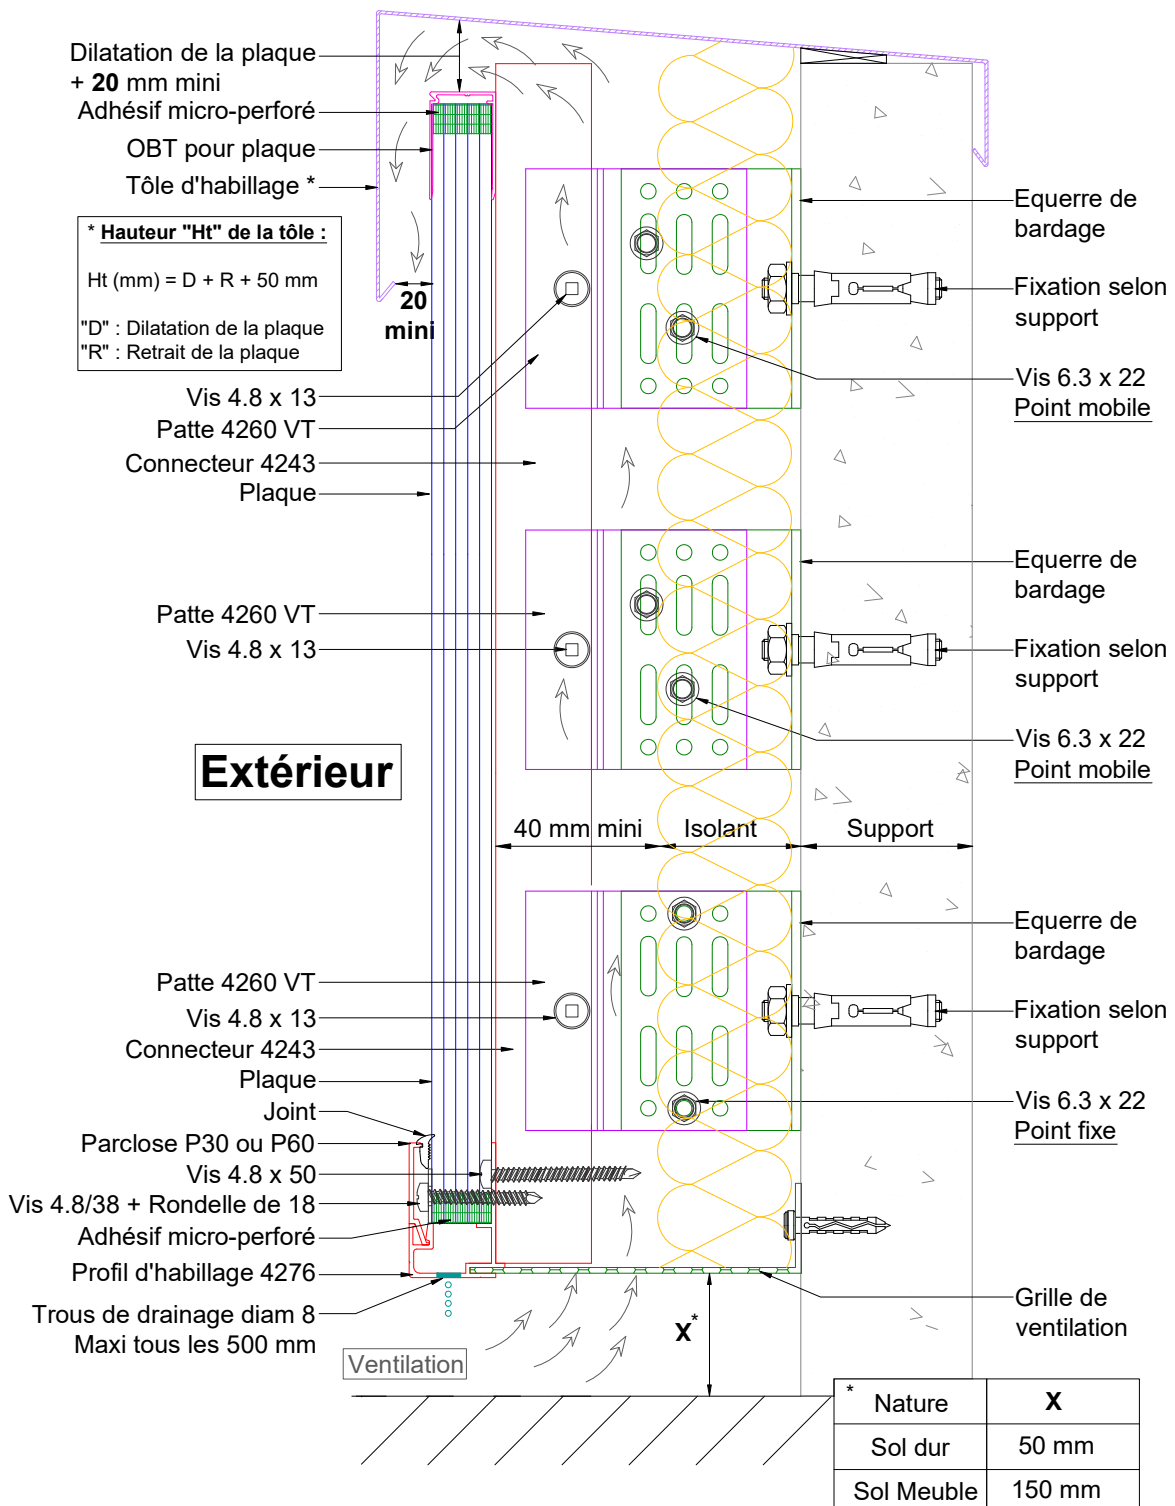 Dilatation de la plaque
+ 20 mm mini
Adhésif micro-perforé
OBT pour plaque
Tôle d'habillage *
* Hauteur "Ht" de la tôle :
Ht (mm) = D + R + 50 mm
"D" : Dilatation de la plaque
"R" : Retrait de la plaque
20
mini
Vis 4.8 x 13
Patte 4260 VT
Connecteur 4243
Plaque
Equerre de
bardage
Fixation selon
support
Vis 6.3 x 22
Point mobile
Patte 4260 VT
Vis 4.8 x 13
Equerre de
bardage
Fixation selon
support
Vis 6.3 x 22
Point mobile
Extérieur
40 mm mini
Isolant
Support
Patte 4260 VT
Vis 4.8 x 13
Connecteur 4243
Plaque
Joint
Parclose P30 ou P60
Vis 4.8 x 50
Vis 4.8/38 + Rondelle de 18
Adhésif micro-perforé
Profil d'habillage 4276
Trous de drainage diam 8
Maxi tous les 500 mm
Equerre de
bardage
Fixation selon
support
Vis 6.3 x 22
Point fixe
Grille de
ventilation
X*
Ventilation
* Nature X
Sol dur 50 mm
Sol Meuble 150 mm